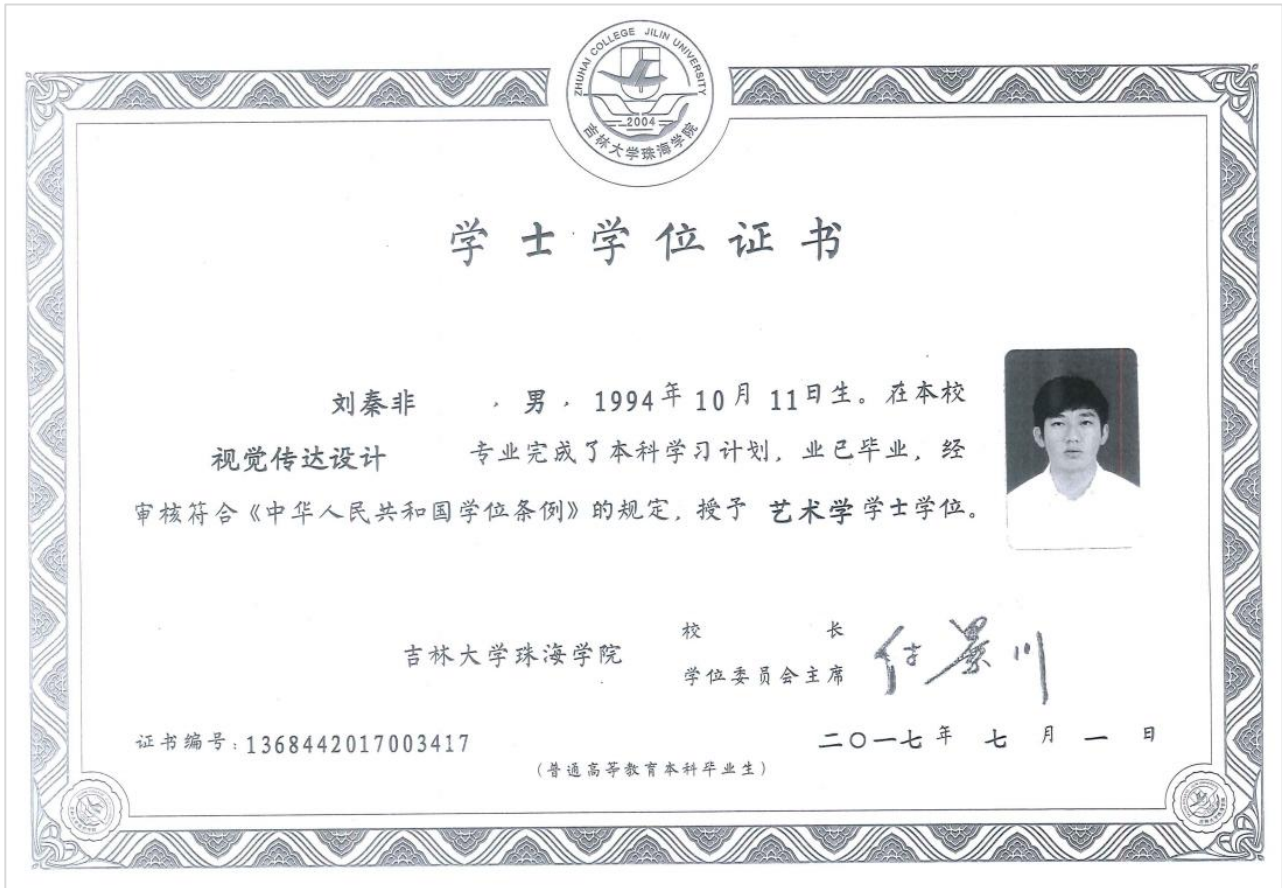 ZHUHAI COLLEGE JILIN UNIVERSITY
2004
吉林大学珠海学院
学士学位证书
刘秦非 , 男 , 1994年10月11日生。在本校
视觉传达设计 专业完成了本科学习计划, 业已毕业, 经
审核符合《中华人民共和国学位条例》的规定, 授予 艺术学学士学位。
吉林大学珠海学院
校 长
学位委员会主席
付景川
证书编号:1368442017003417
二〇一七年 七 月 一 日
(普通高等教育本科毕业生)